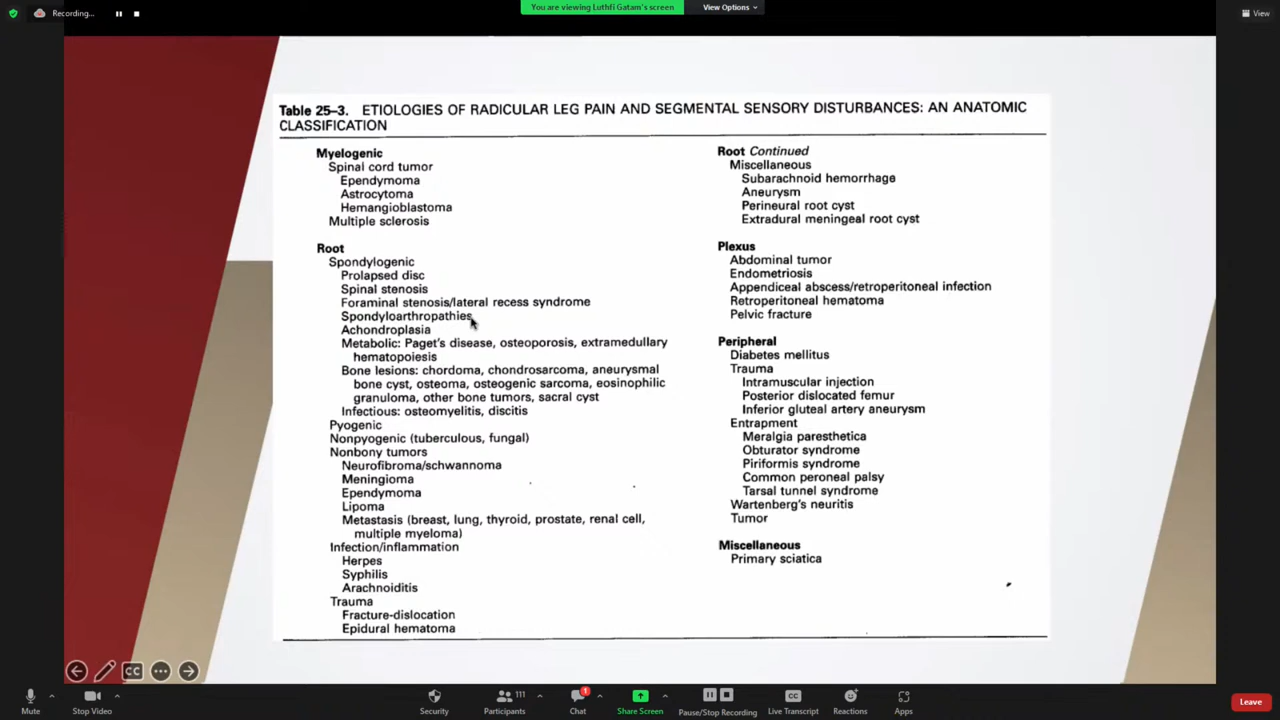 Recording...
You are viewing Luthfi Gatam's screen
View Options
View
Table 25–3. ETIOLOGIES OF RADICULAR LEG PAIN AND SEGMENTAL SENSORY DISTURBANCES: AN ANATOMIC
CLASSIFICATION
Myelogenic
Spinal cord tumor
Ependymoma
Astrocytoma
Hemangioblastoma
Multiple sclerosis
Root
Spondylogenic
Prolapsed disc
Spinal stenosis
Foraminal stenosis/lateral recess syndrome
Spondyloarthropathies
Achondroplasia
Metabolic: Paget's disease, osteoporosis, extramedullary
hematopoiesis
Bone lesions: chordoma, chondrosarcoma, aneurysmal
bone cyst, osteoma, osteogenic sarcoma, eosinophilic
granuloma, other bone tumors, sacral cyst
Infectious: osteomyelitis, discitis
Pyogenic
Nonpyogenic (tuberculous, fungal)
Nonbony tumors
Neurofibroma/schwannoma
Meningioma
Ependymoma
Lipoma
Metastasis (breast, lung, thyroid, prostate, renal cell,
multiple myeloma)
Infection/inflammation
Herpes
Syphilis
Arachnoiditis
Trauma
Fracture-dislocation
Epidural hematoma
Root Continued
Miscellaneous
Subarachnoid hemorrhage
Aneurysm
Perineural root cyst
Extradural meningeal root cyst
Plexus
Abdominal tumor
Endometriosis
Appendiceal abscess/retroperitoneal infection
Retroperitoneal hematoma
Pelvic fracture
Peripheral
Diabetes mellitus
Trauma
Intramuscular injection
Posterior dislocated femur
Inferior gluteal artery aneurysm
Entrapment
Meralgia paresthetica
Obturator syndrome
Piriformis syndrome
Common peroneal palsy
Tarsal tunnel syndrome
Wartenberg's neuritis
Tumor
Miscellaneous
Primary sciatica
CC
111
1
CC
Mute
Stop Video
Security
Participants
Chat
Share Screen
Pause/Stop Recording
Live Transcript
Reactions
Apps
Leave